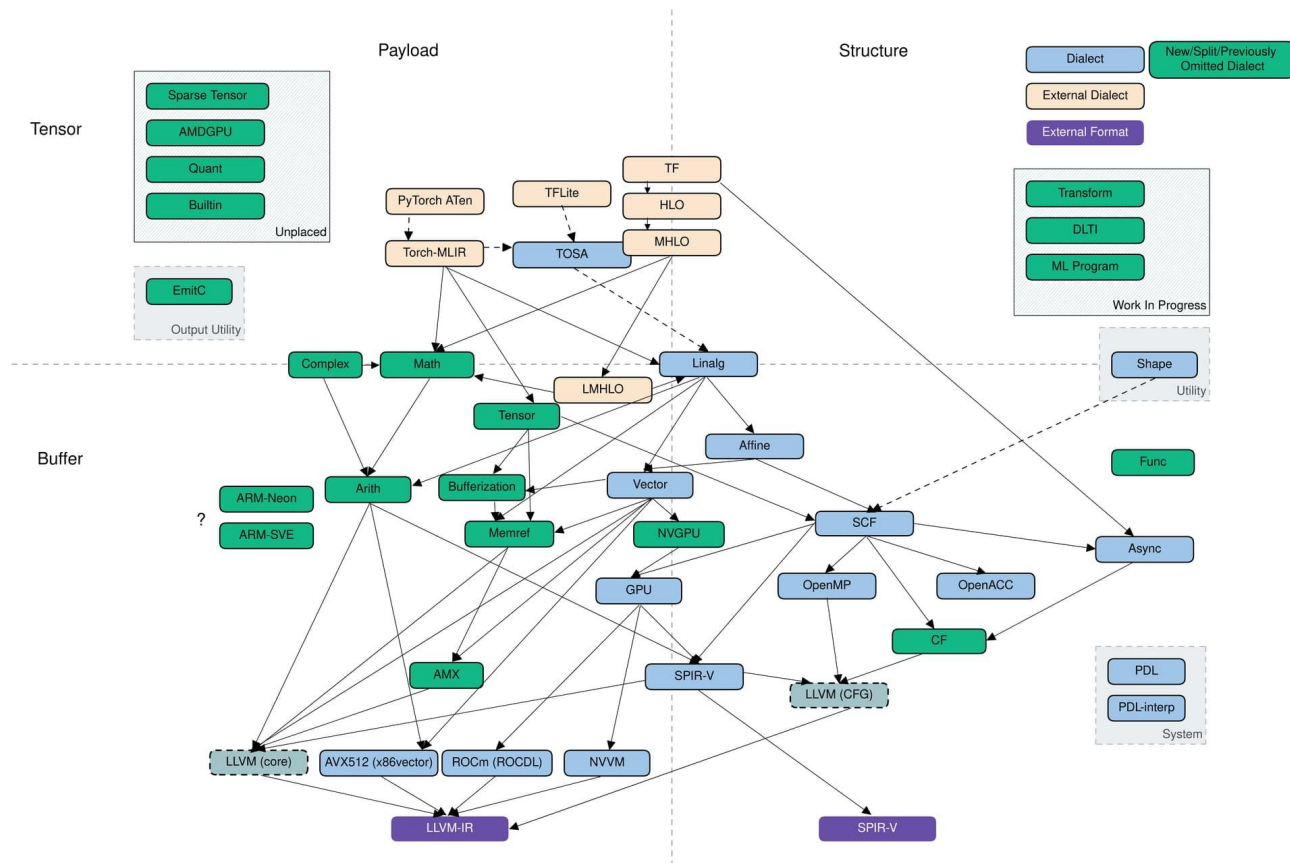 Payload
Structure
Dialect
New/Split/Previously
Omitted Dialect
External Dialect
External Format
Tensor
Sparse Tensor
AMDGPU
Quant
Builtin
Unplaced
TF
PyTorch ATen
TFLite
HLO
Torch-MLIR
TOSA
MHLO
Transform
DLTI
ML Program
Work In Progress
EmitC
Output Utility
Complex
Math
Linalg
LMHLO
Shape
Utility
Tensor
Affine
Buffer
Func
Arith
Bufferization
Vector
ARM-Neon
?
ARM-SVE
Memref
NVGPU
SCF
Async
GPU
OpenMP
OpenACC
CF
AMX
SPIR-V
LLVM (CFG)
PDL
PDL-interp
System
LLVM (core)
AVX512 (x86vector)
ROCm (ROCDL)
NVVM
LLVM-IR
SPIR-V